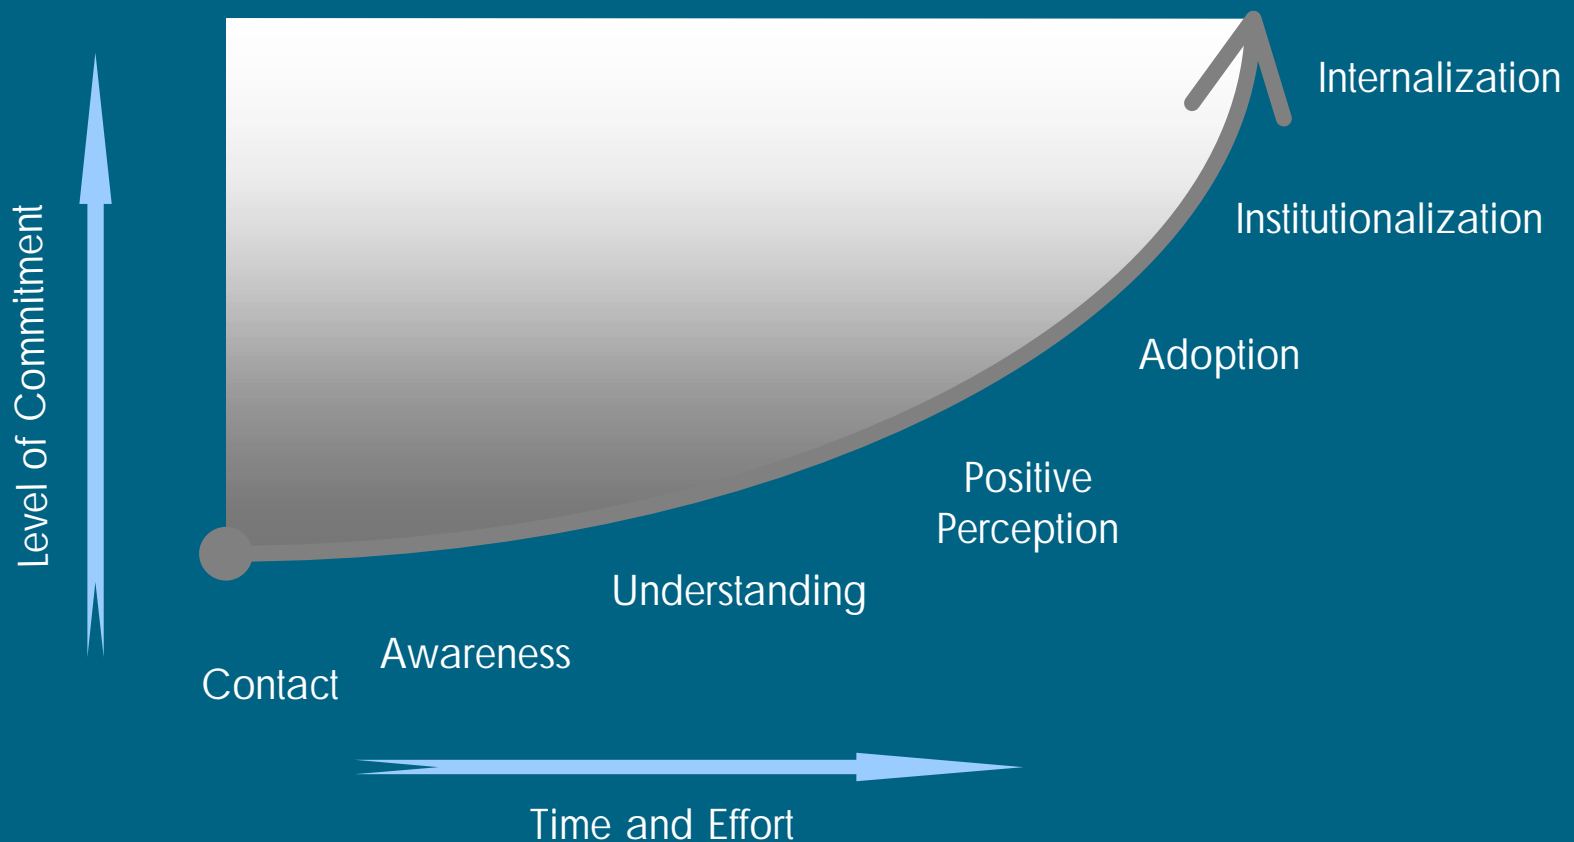 Internalization
Institutionalization
Adoption
Positive
Perception
Understanding
Awareness
Contact
Level of Commitment
Time and Effort